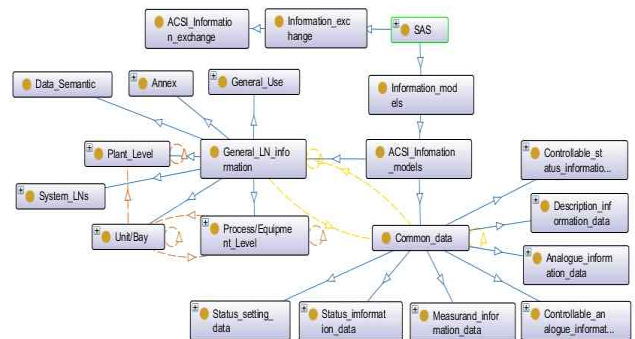 ACSI_Informatio
n_exchange
Information_exc
hange
SAS
Data_Semantic
Annex
General_Use
Information_mod
els
Plant_Level
General_LN_info
rmation
ACSI_Infomation
_models
Controllable_st
atus_informatio...
System_LNs
Description_inf
ormation_data
Unit/Bay
Process/Equipme
nt_Level
Common_data
Analogue_inform
ation_data
Status_setting_
data
Status_imformat
ion_data
Measurand_infor
mation_data
Controllable_an
alogue_informat...